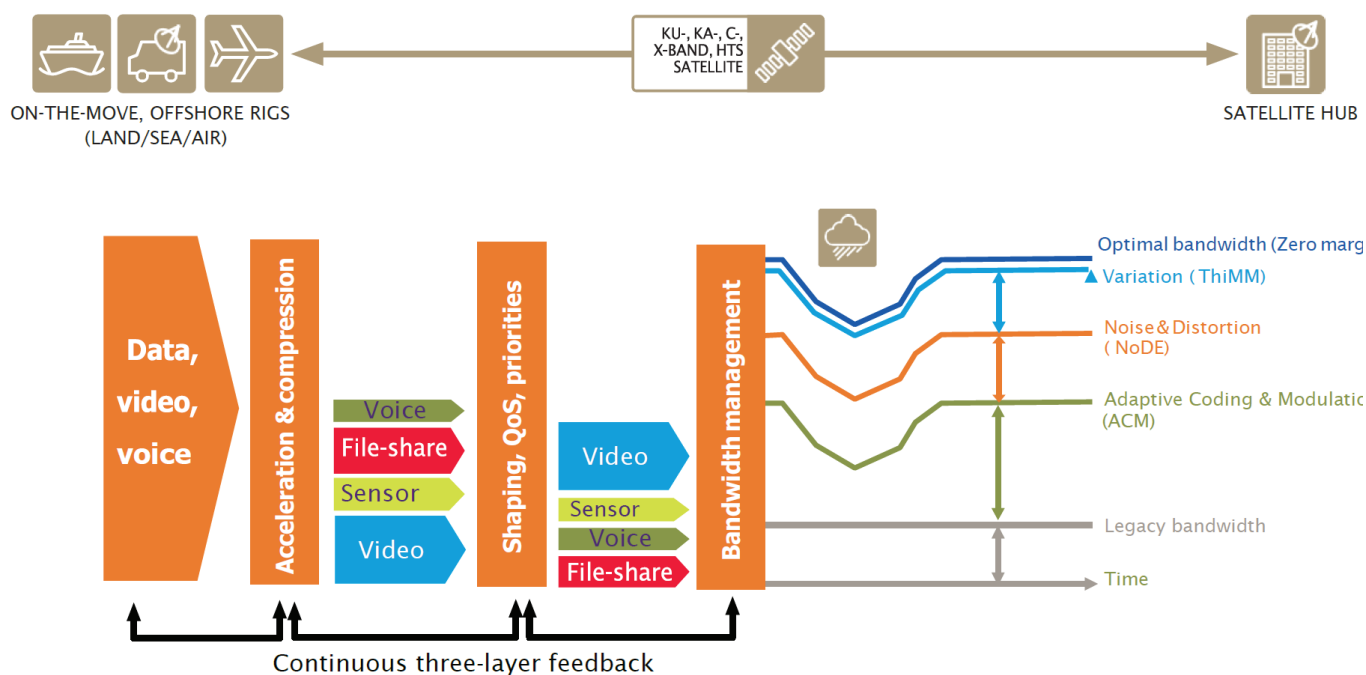 KU-, KA-, C-,
X-BAND, HTS
SATELLITE
ON-THE-MOVE, OFFSHORE RIGS
(LAND/SEA/AIR)
SATELLITE HUB
Data,
video,
voice
Acceleration & compression
Voice
File-share
Sensor
Video
Shaping, QoS, priorities
Video
Sensor
Voice
File-share
Bandwidth management
Optimal bandwidth (Zero marg
Variation ( ThiMM)
Noise&Distortion
( NoDE)
Adaptive Coding & Modulatio
(ACM)
Legacy bandwidth
Time
Continuous three-layer feedback